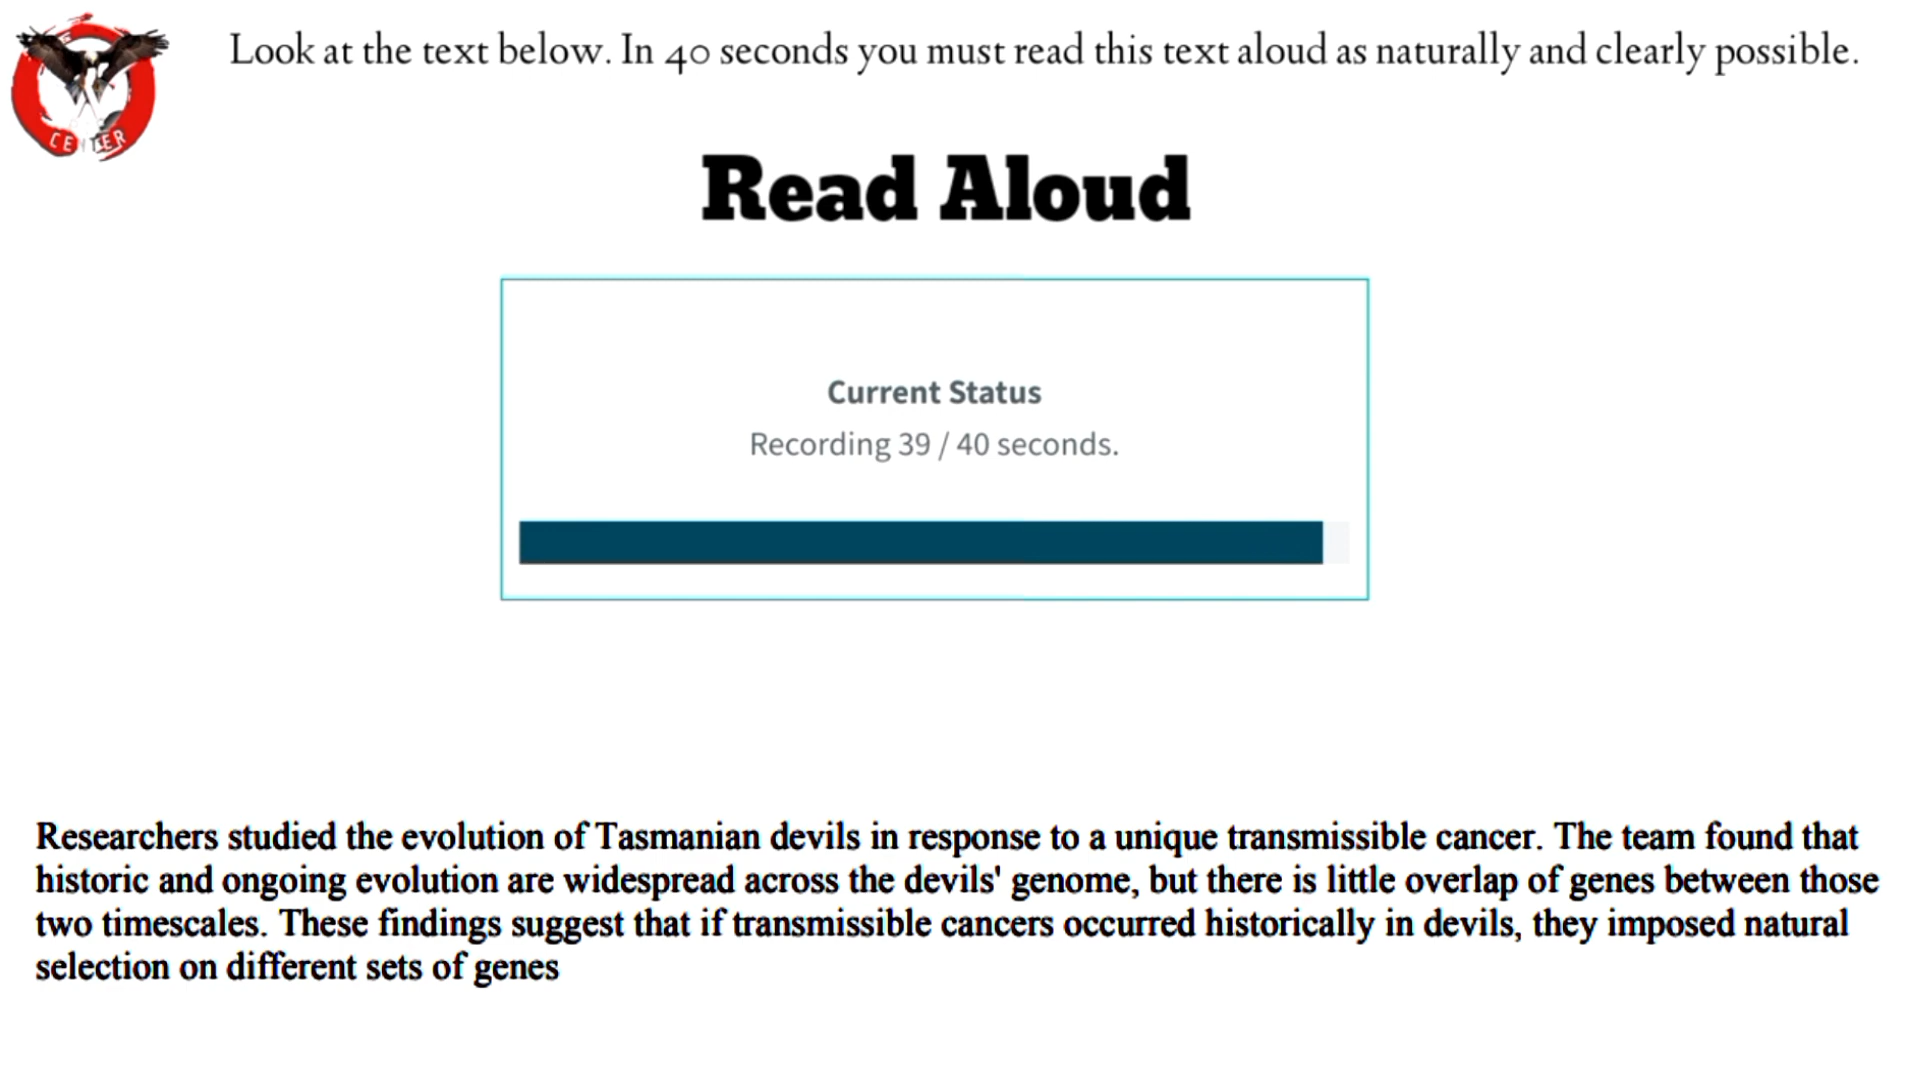 Look at the text below. In 40 seconds you must read this text aloud as naturally and clearly possible.
CENTER
Read Aloud
Current Status
Recording 39 / 40 seconds.
Researchers studied the evolution of Tasmanian devils in response to a unique transmissible cancer. The team found that
historic and ongoing evolution are widespread across the devils' genome, but there is little overlap of genes between those
two timescales. These findings suggest that if transmissible cancers occurred historically in devils, they imposed natural
selection on different sets of genes